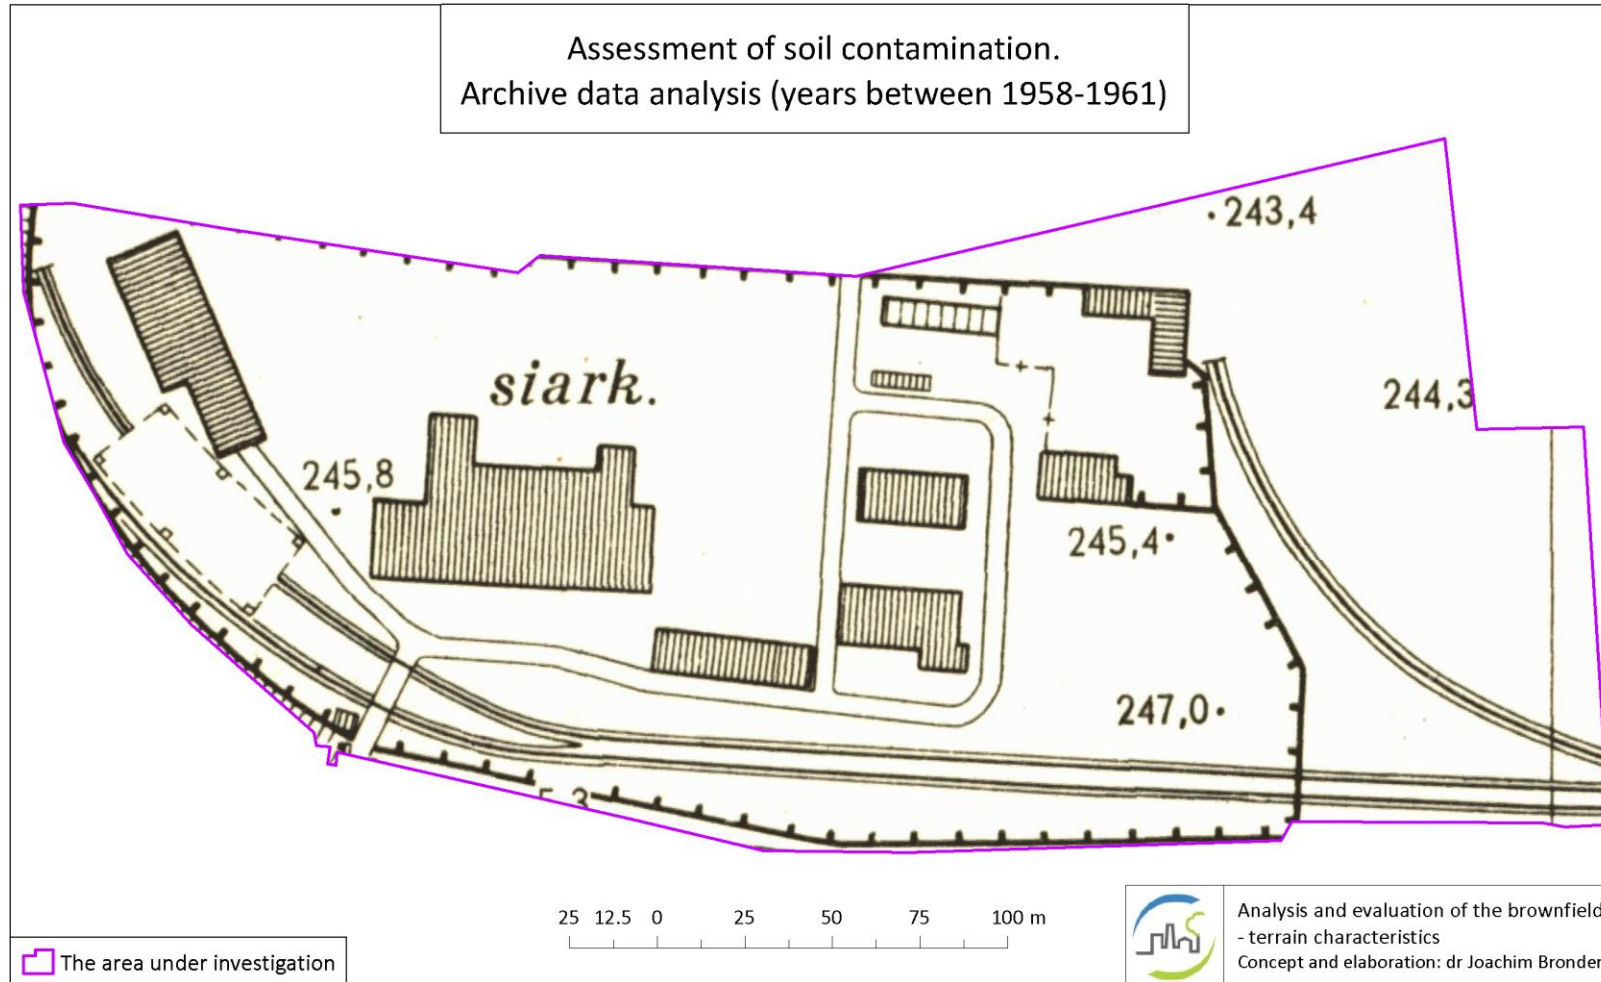 Assessment of soil contamination.
Archive data analysis (years between 1958-1961)
243,4
244,3
siark.
245,8
245,4
247,0
5,3
25 12.5 0 25 50 75 100 m
The area under investigation
Analysis and evaluation of the brownfield
- terrain characteristics
Concept and elaboration: dr Joachim Bronder